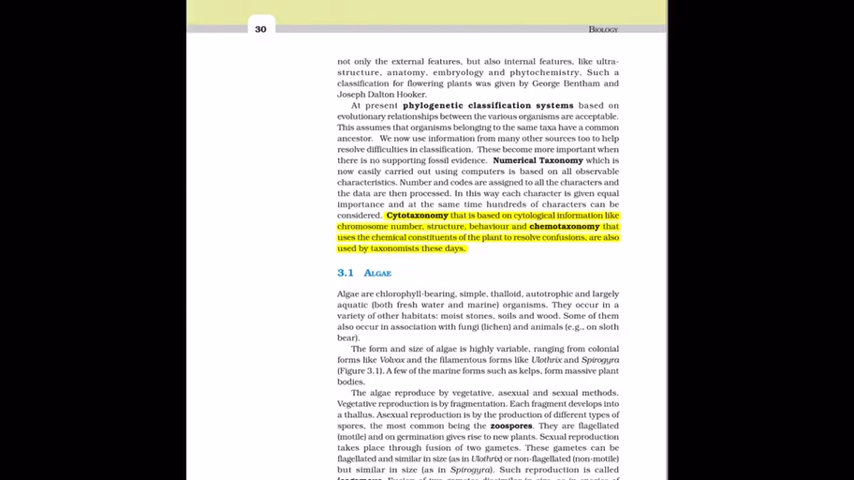 30
BIOLOGY
not only the external features, but also internal features, like ultra-
structure, anatomy, embryology and phytochemistry. Such a
classification for flowering plants was given by George Bentham and
Joseph Dalton Hooker.
At present phylogenetic classification systems based on
evolutionary relationships between the various organisms are acceptable.
This assumes that organisms belonging to the same taxa have a common
ancestor. We now use information from many other sources too to help
resolve difficulties in classification. These become more important when
there is no supporting fossil evidence. Numerical Taxonomy which is
now easily carried out using computers is based on all observable
characteristics. Number and codes are assigned to all the characters and
the data are then processed. In this way each character is given equal
importance and at the same time hundreds of characters can be
considered. Cytotaxonomy that is based on cytological information like
chromosome number, structure, behaviour and chemotaxonomy that
uses the chemical constituents of the plant to resolve confusions, are also
used by taxonomists these days.
3.1 ALGAE
Algae are chlorophyll-bearing, simple, thalloid, autotrophic and largely
aquatic (both fresh water and marine) organisms. They occur in a
variety of other habitats: moist stones, soils and wood. Some of them
also occur in association with fungi (lichen) and animals (e.g., on sloth
bear).
The form and size of algae is highly variable, ranging from colonial
forms like Volvox and the filamentous forms like Ulothrix and Spirogyra
(Figure 3.1). A few of the marine forms such as kelps, form massive plant
bodies.
The algae reproduce by vegetative, asexual and sexual methods.
Vegetative reproduction is by fragmentation. Each fragment develops into
a thallus. Asexual reproduction is by the production of different types of
spores, the most common being the zoospores. They are flagellated
(motile) and on germination gives rise to new plants. Sexual reproduction
takes place through fusion of two gametes. These gametes can be
flagellated and similar in size (as in Ulothrix) or non-flagellated (non-motile)
but similar in size (as in Spirogyra). Such reproduction is called